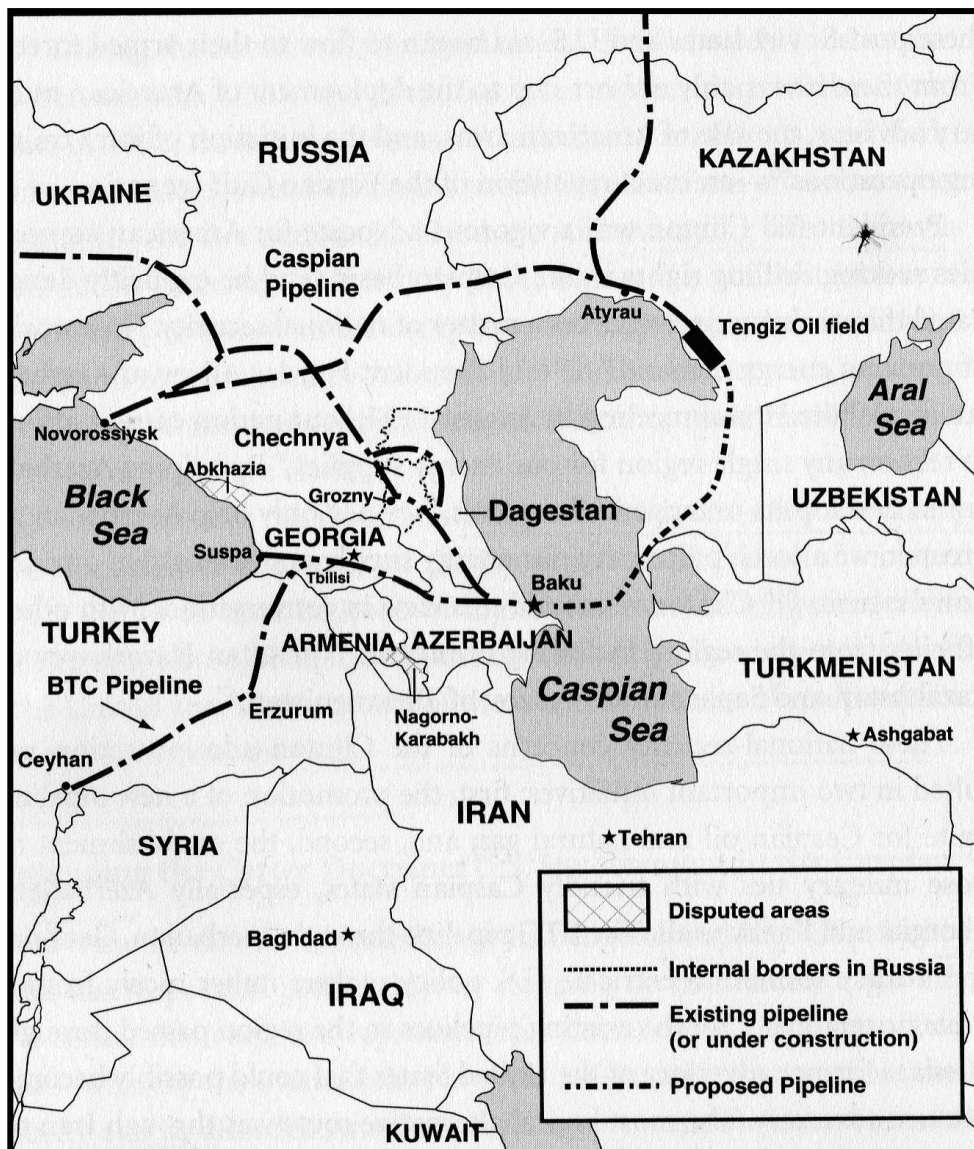 RUSSIA
KAZAKHSTAN
UKRAINE
Caspian
Pipeline
Atyrau
Tengiz Oil field
Aral
Sea
Novorossiysk
Chechnya
Abkhazia
Grozny
Black
Sea
Dagestan
UZBEKISTAN
GEORGIA
Suspa
Tbilisi
Baku
TURKEY
ARMENIA
AZERBAIJAN
TURKMENISTAN
BTC Pipeline
Erzurum
Nagorno-
Karabakh
Caspian
Sea
Ashgabat
Ceyhan
IRAN
SYRIA
Tehran
Baghdad
IRAQ
KUWAIT
Disputed areas
Internal borders in Russia
Existing pipeline
(or under construction)
Proposed Pipeline